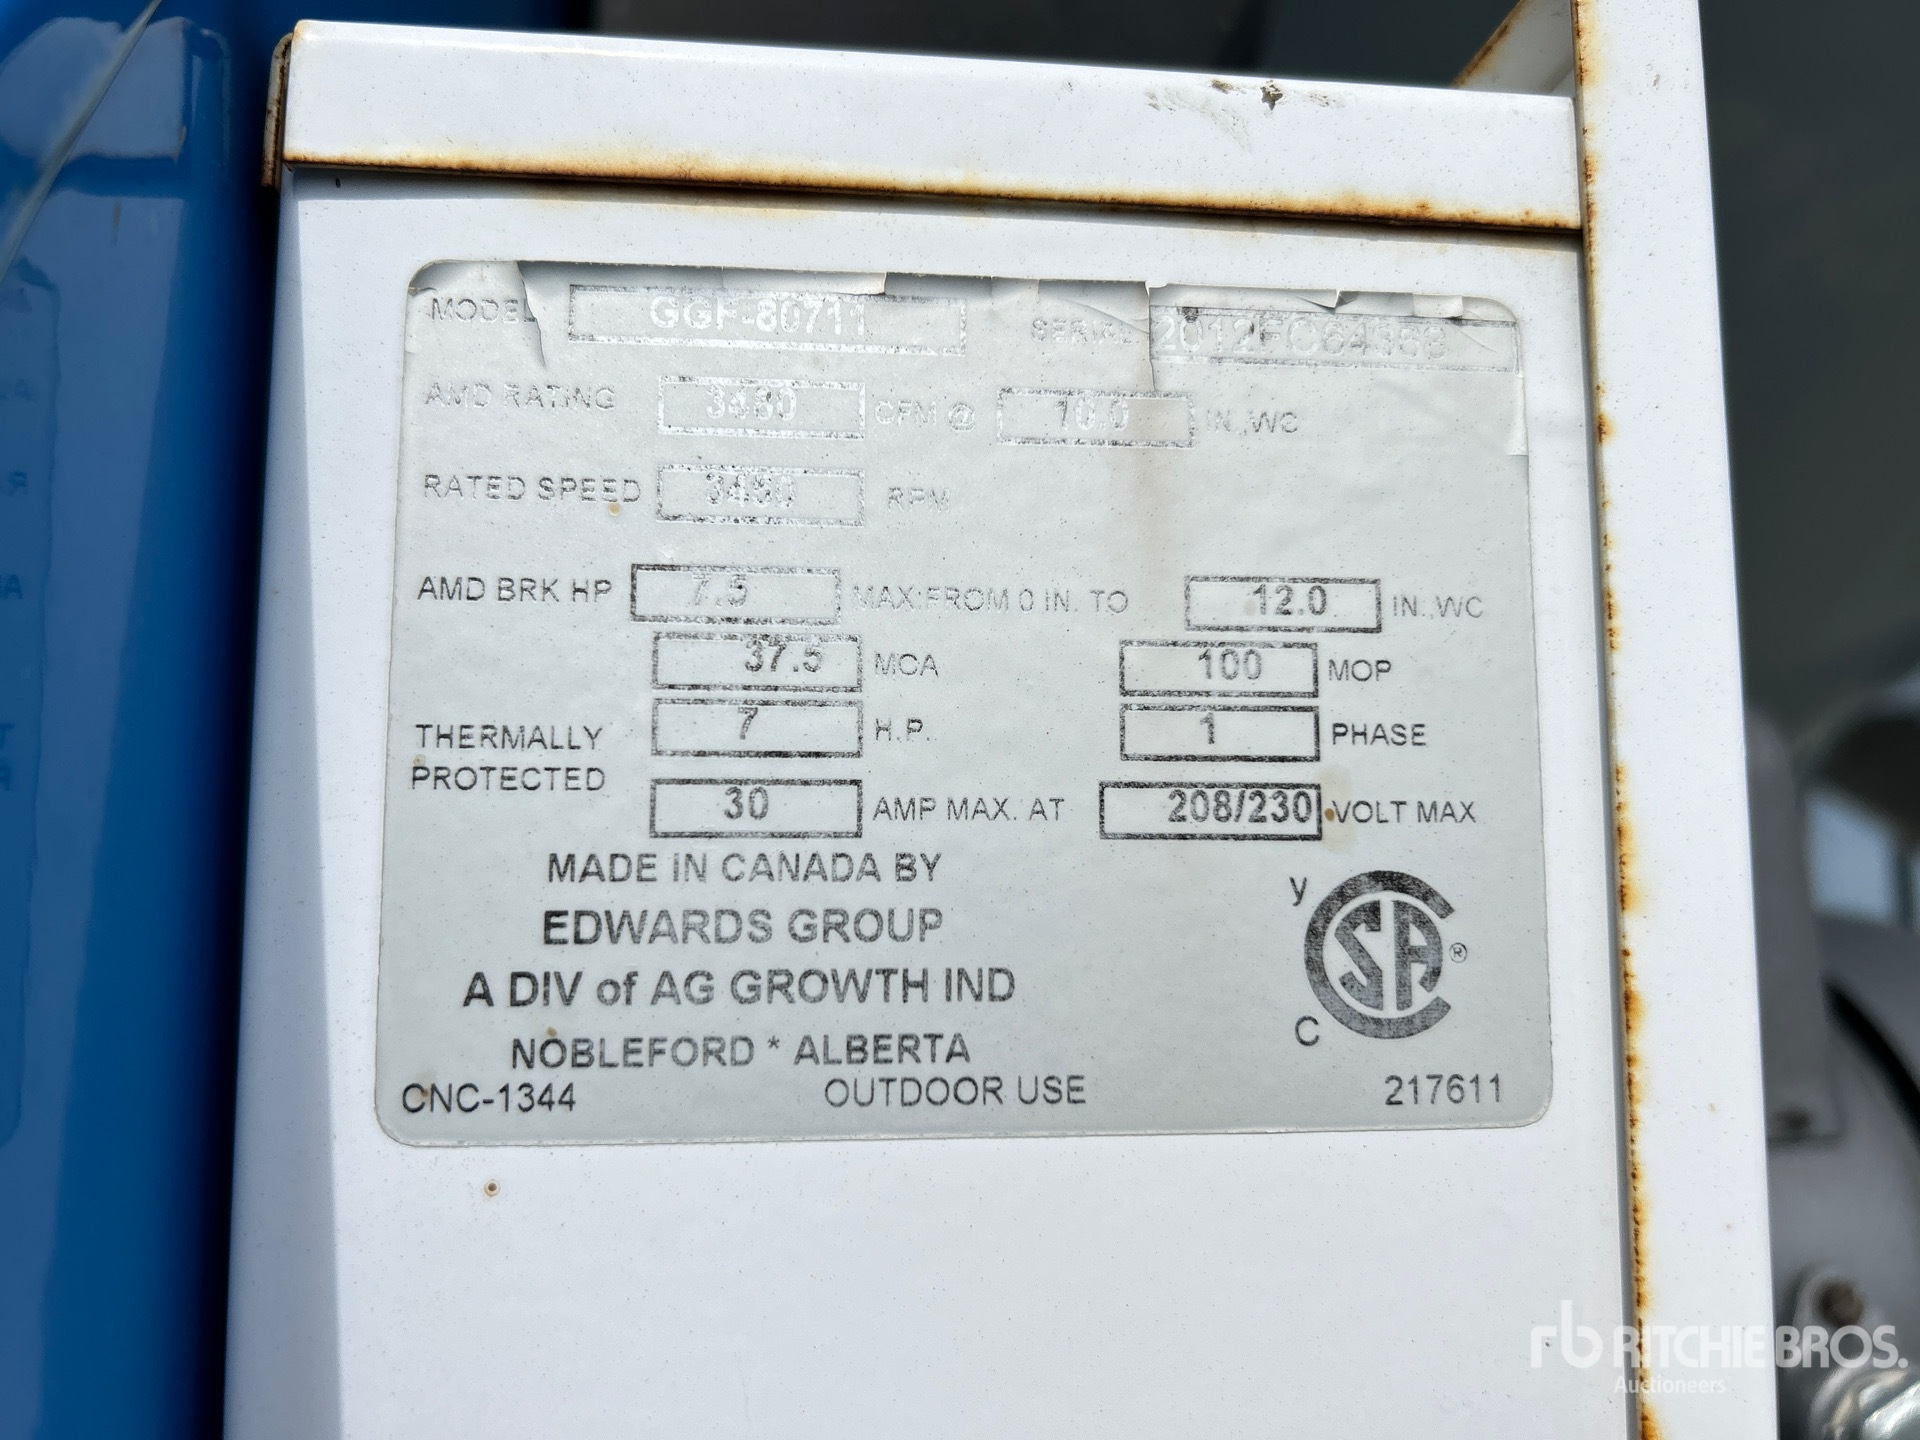 MODEL GGF-80711 SERIAL
AMD RATING 3480 CFM @ 10.0 IN.,WC
RATED SPEED 3450 RPM
AMD BRK HP 7.5 MAX:FROM 0 IN. TO 12.0 IN.,WC
37.5 MCA 100 MOP
7 H.P. 1 PHASE
THERMALLY
PROTECTED
30 AMP MAX. AT 208/230 VOLT MAX
MADE IN CANADA BY
EDWARDS GROUP
A DIV of AG GROWTH IND
NOBLEFORD * ALBERTA
y
CSA®
C
CNC-1344 OUTDOOR USE 217611
rb RITCHIE BROS.
Auctioneers